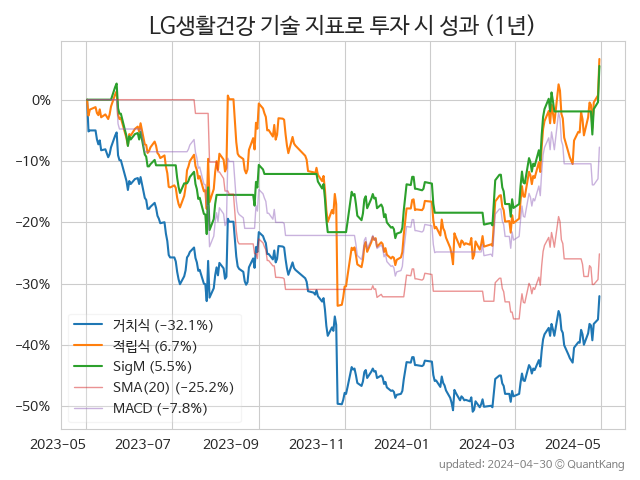 LG생활건강 기술 지표로 투자 시 성과 (1년)
0%
−10%
−20%
−30%
−40%
−50%
거치식 (−32.1%)
적립식 (6.7%)
SigM (5.5%)
SMA(20) (−25.2%)
MACD (−7.8%)
2023-05 2023-07 2023-09 2023-11 2024-01 2024-03 2024-05
updated: 2024-04-30 © QuantKang